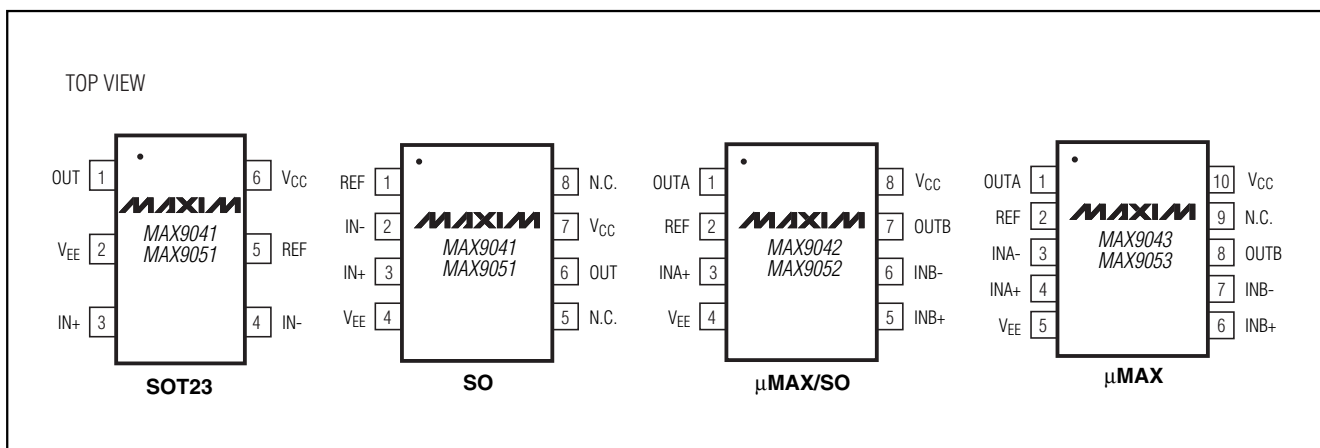 TOP VIEW
OUT 1
VEE 2
IN+ 3
6 VCC
5 REF
4 IN-
MAXIM
MAX9041
MAX9051
SOT23
REF 1
IN- 2
IN+ 3
VEE 4
8 N.C.
7 VCC
6 OUT
5 N.C.
MAXIM
MAX9041
MAX9051
SO
OUTA 1
REF 2
INA+ 3
VEE 4
8 VCC
7 OUTB
6 INB-
5 INB+
MAXIM
MAX9042
MAX9052
μMAX/SO
OUTA 1
REF 2
INA- 3
INA+ 4
VEE 5
10 VCC
9 N.C.
8 OUTB
7 INB-
6 INB+
MAXIM
MAX9043
MAX9053
μMAX